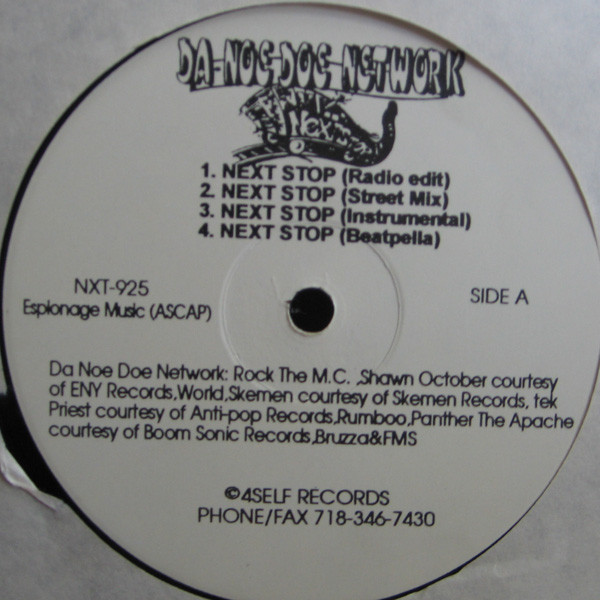 DA-NOE-DOE-NETWORK
1. NEXT STOP (Radio edit)
2. NEXT STOP (Street Mix)
3. NEXT STOP (Instrumental)
4. NEXT STOP (Beatpella)
NXT-925
Espionage Music (ASCAP)
SIDE A
Da Noe Doe Network: Rock The M.C. ,Shawn October courtesy
of ENY Records,World,Skemen courtesy of Skemen Records, tek
Priest courtesy of Anti-pop Records,Rumboo,Panther The Apache
courtesy of Boom Sonic Records,Bruzza&FMS
©4SELF RECORDS
PHONE/FAX 718-346-7430